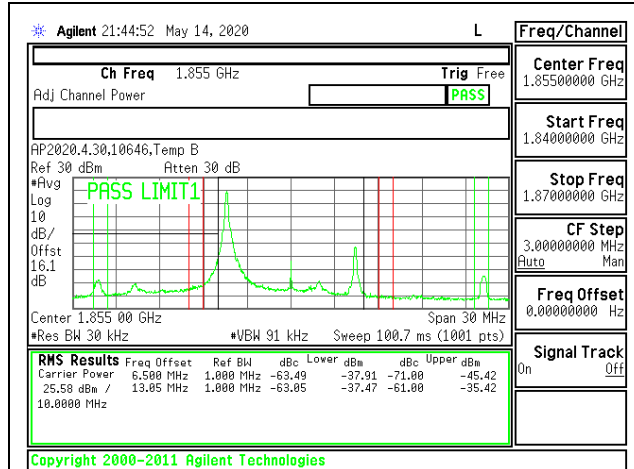 Agilent 21:44:52 May 14, 2020 L Freq/Channel
Ch Freq 1.855 GHz Trig Free
Adj Channel Power PASS
Center Freq
1.85500000 GHz
Start Freq
1.84000000 GHz
AP2020.4.30,10646,Temp B
Ref 30 dBm Atten 30 dB
#Avg
Log
10
dB/
Offst
16.1
dB
PASS LIMIT1
Stop Freq
1.87000000 GHz
CF Step
3.00000000 MHz
Auto Man
Freq Offset
0.00000000 Hz
Center 1.855 00 GHz Span 30 MHz
#Res BW 30 kHz #VBW 91 kHz Sweep 100.7 ms (1001 pts)
Signal Track
On Off
RMS Results Freq Offset Ref BW dBc Lower dBm dBc Upper dBm
Carrier Power 6.500 MHz 1.000 MHz -63.49 -37.91 -71.00 -45.42
25.58 dBm / 13.05 MHz 1.000 MHz -63.05 -37.47 -61.00 -35.42
10.0000 MHz
Copyright 2000-2011 Agilent Technologies